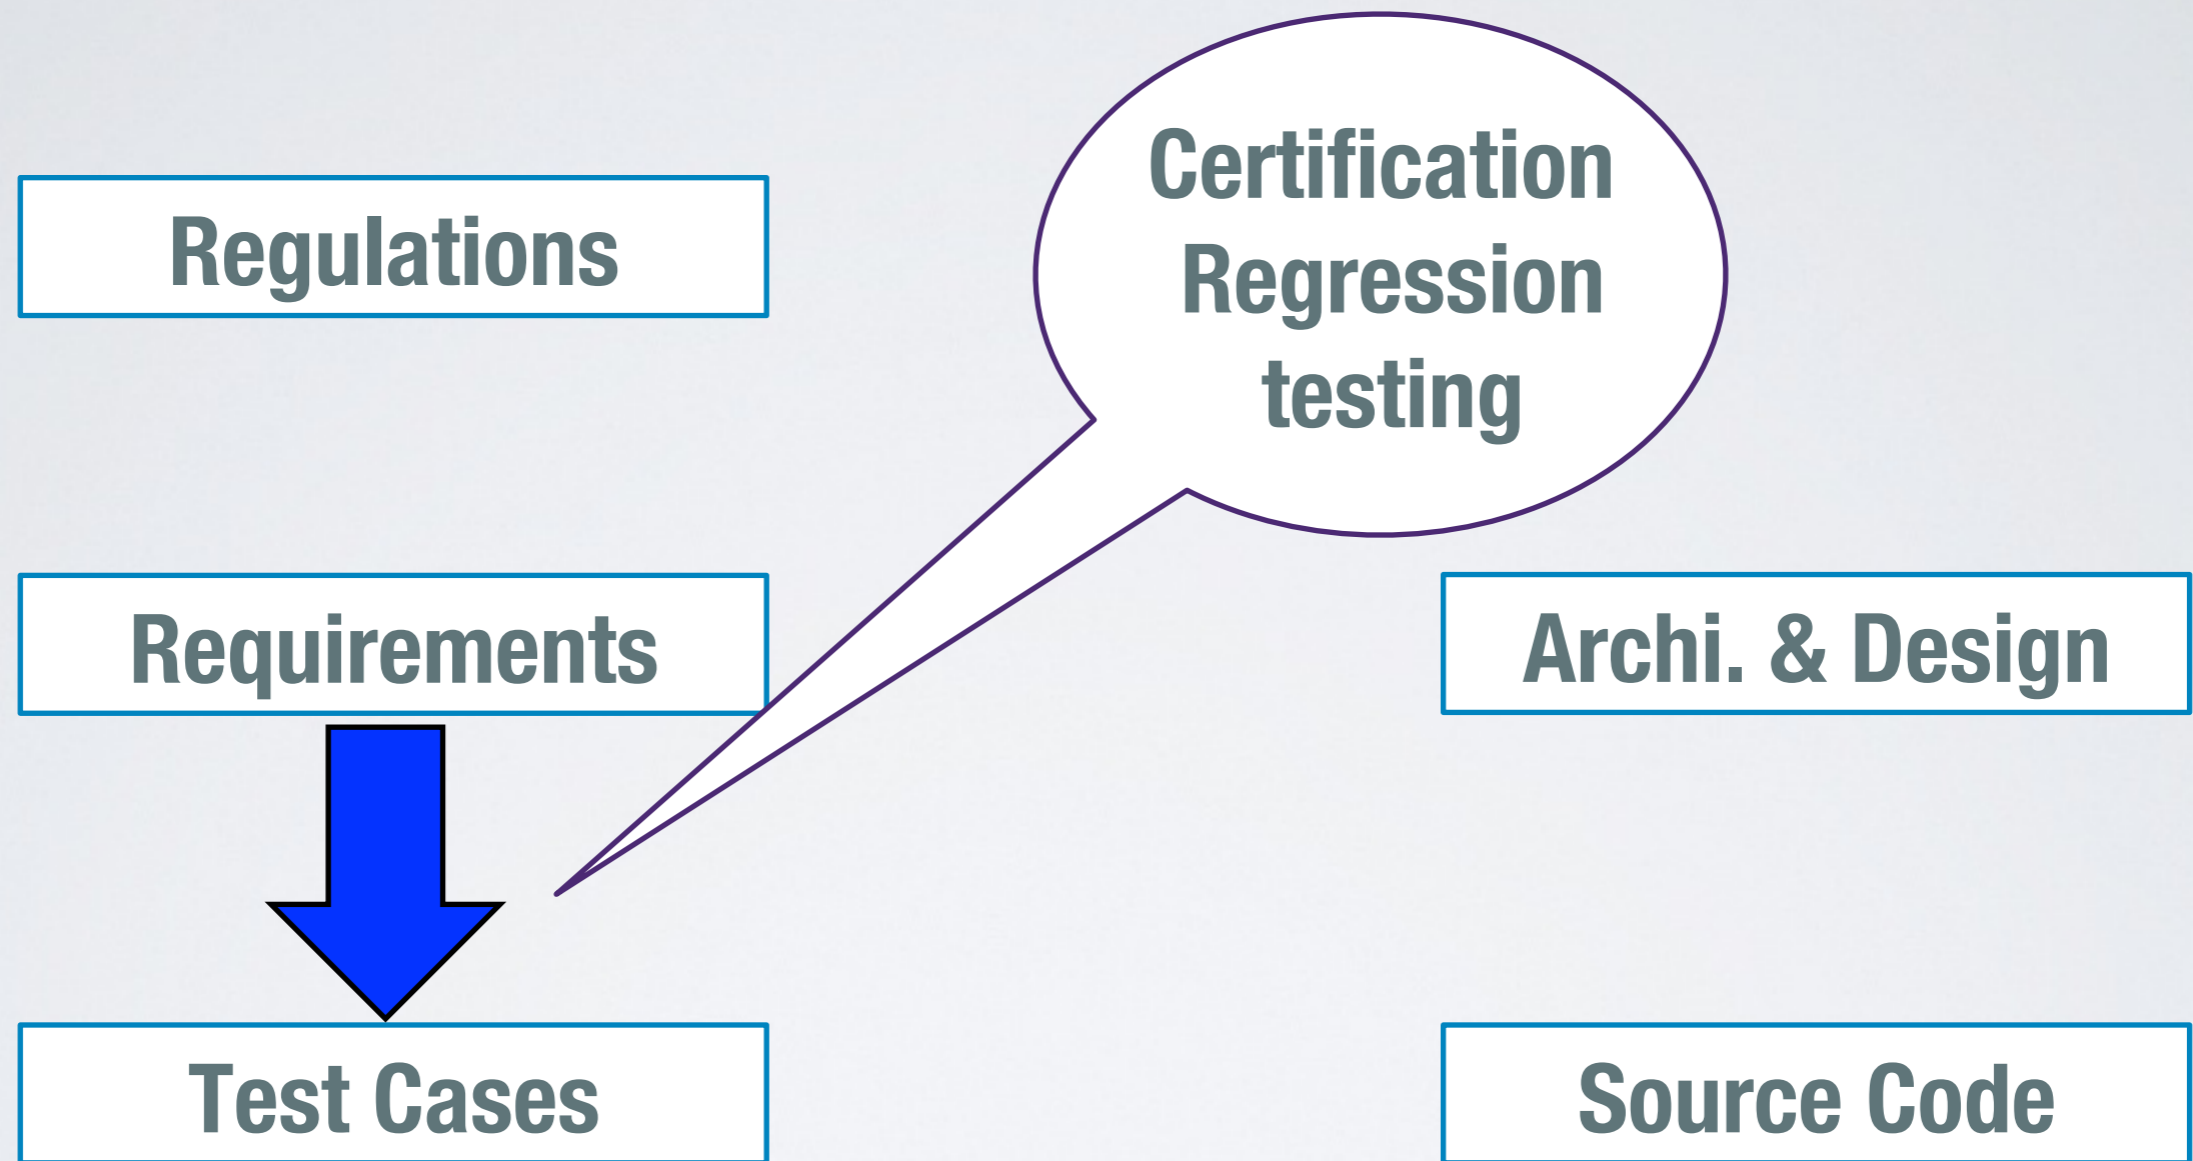 Certification
Regression
testing
Regulations
Requirements
Archi. & Design
Test Cases
Source Code